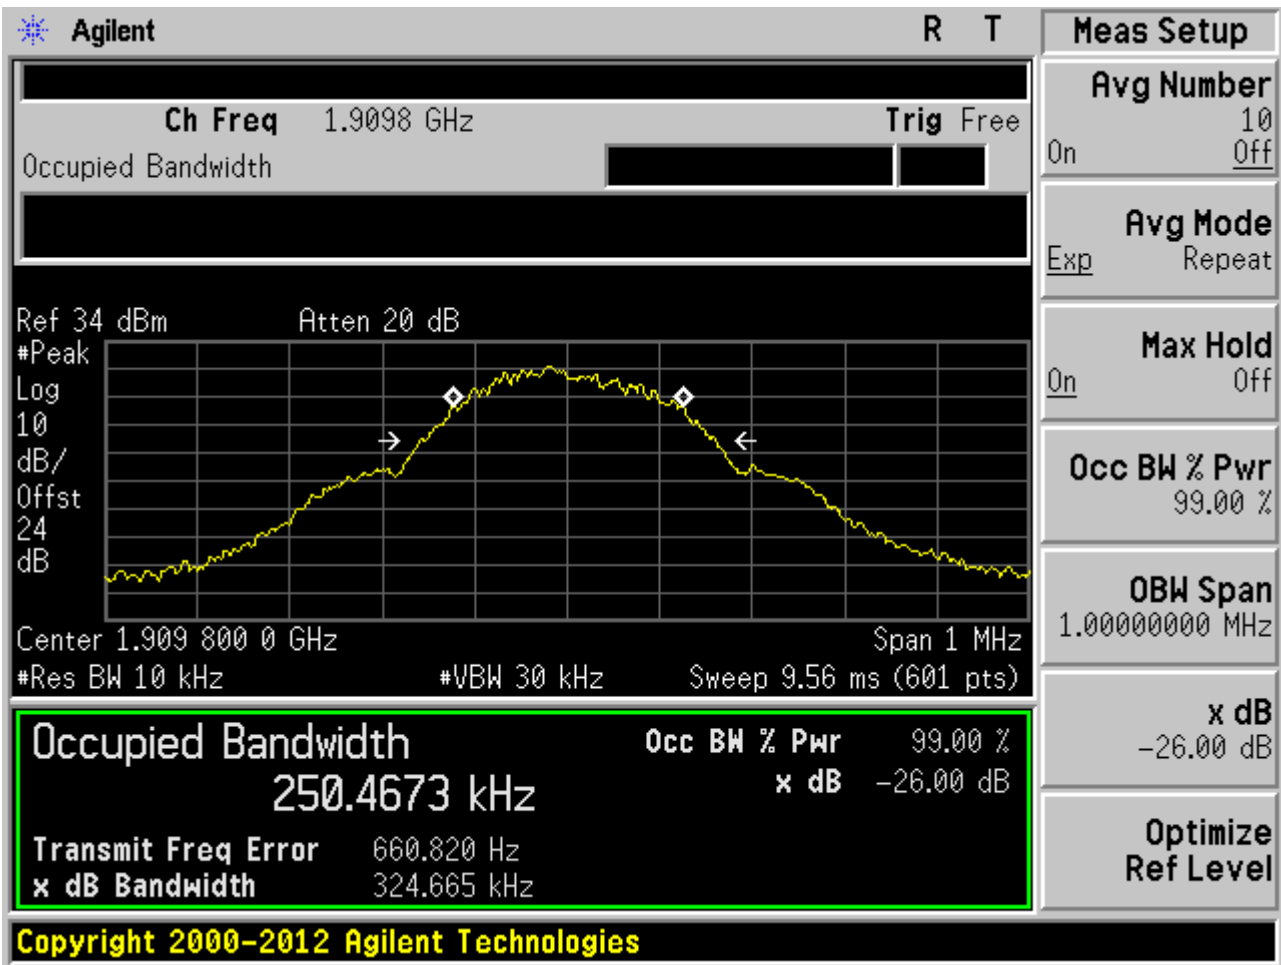 Agilent R T
Ch Freq 1.9098 GHz Trig Free
Occupied Bandwidth
Ref 34 dBm Atten 20 dB
#Peak
Log
10
dB/
Offst
24
dB
Center 1.909 800 0 GHz Span 1 MHz
#Res BW 10 kHz #VBW 30 kHz Sweep 9.56 ms (601 pts)
Occupied Bandwidth
250.4673 kHz
Occ BW % Pwr 99.00 %
x dB -26.00 dB
Transmit Freq Error 660.820 Hz
x dB Bandwidth 324.665 kHz
Copyright 2000-2012 Agilent Technologies
Meas Setup
Avg Number
10
On Off
Avg Mode
Exp Repeat
Max Hold
On Off
Occ BW % Pwr
99.00 %
OBW Span
1.00000000 MHz
x dB
-26.00 dB
Optimize
Ref Level